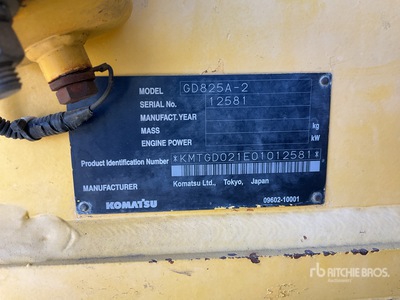 MODEL GD825A-2
SERIAL No. 12581
MANUFACT.YEAR
MASS kg
ENGINE POWER kW
Product Identification Number *KMTGD021E01012581*
MANUFACTURER Komatsu Ltd., Tokyo, Japan
KOMATSU 09602-10001
rb RITCHIE BROS.